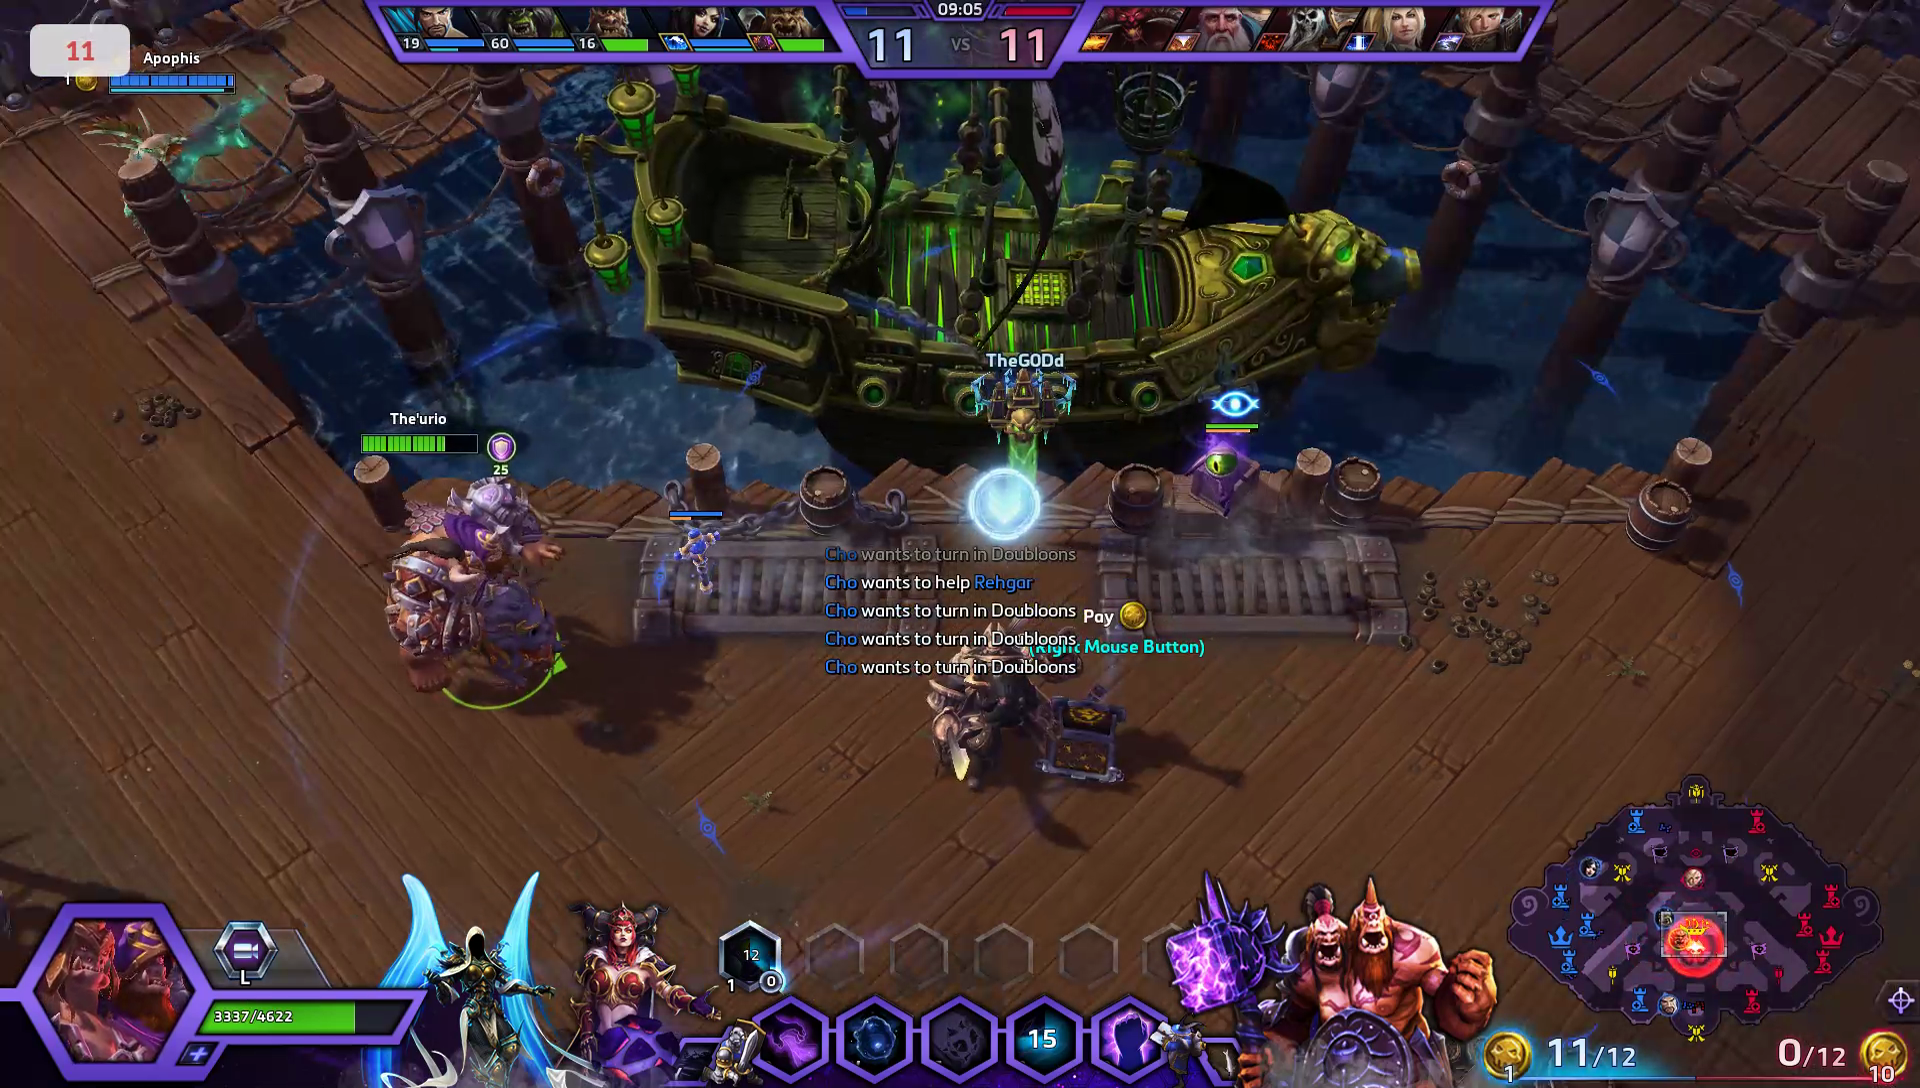 19
60
16
09:05
11 VS 11
11
Apophis
1
TheGODd
The'urio
25
Cho wants to turn in Doubloons
Cho wants to help Rehgar
Cho wants to turn in Doubloons
Pay
Cho wants to turn in Doubloons
(Right Mouse Button)
Cho wants to turn in Doubloons
L
12
1
0
3337/4622
15
11/12
1
0/12
10